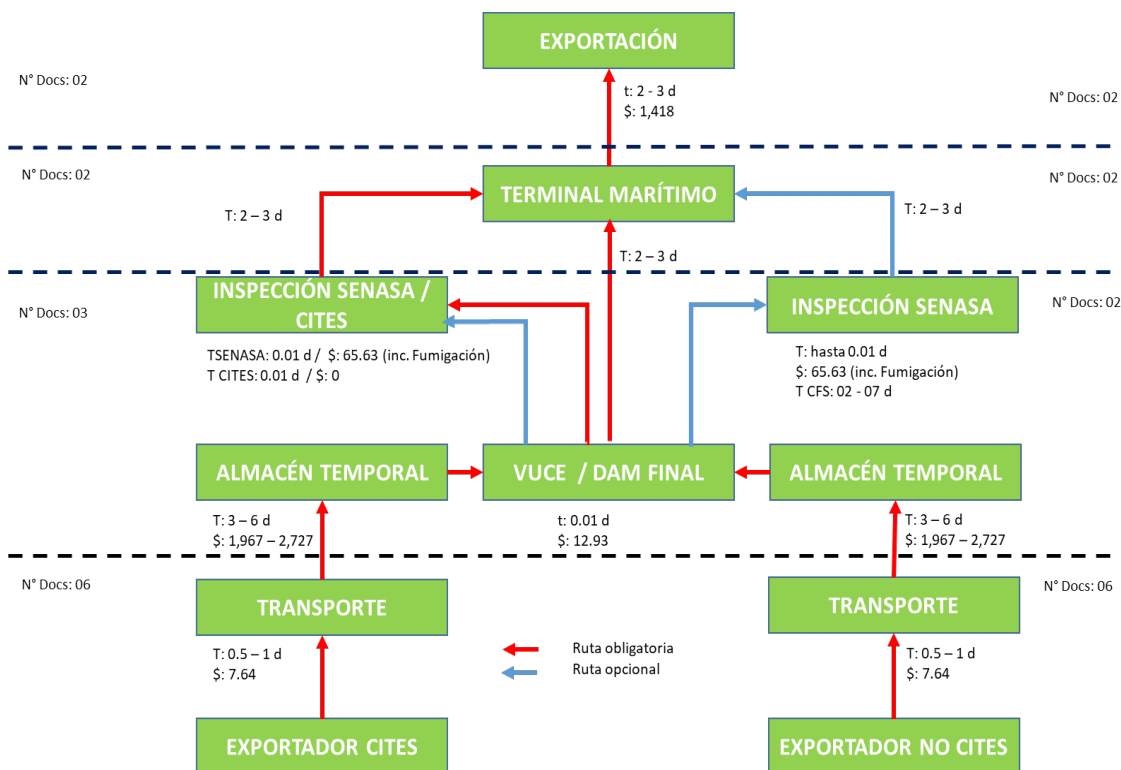 EXPORTACIÓN
N° Docs: 02
t: 2 - 3 d
$: 1,418
N° Docs: 02
N° Docs: 02
TERMINAL MARÍTIMO
N° Docs: 02
T: 2 – 3 d
T: 2 – 3 d
T: 2 – 3 d
N° Docs: 03
INSPECCIÓN SENASA /
CITES
INSPECCIÓN SENASA
N° Docs: 02
TSENASA: 0.01 d / $: 65.63 (inc. Fumigación)
T CITES: 0.01 d / $: 0
T: hasta 0.01 d
$: 65.63 (inc. Fumigación)
T CFS: 02 - 07 d
ALMACÉN TEMPORAL
VUCE / DAM FINAL
ALMACÉN TEMPORAL
T: 3 – 6 d
$: 1,967 – 2,727
t: 0.01 d
$: 12.93
T: 3 – 6 d
$: 1,967 – 2,727
N° Docs: 06
TRANSPORTE
TRANSPORTE
N° Docs: 06
T: 0.5 – 1 d
$: 7.64
Ruta obligatoria
Ruta opcional
T: 0.5 – 1 d
$: 7.64
EXPORTADOR CITES
EXPORTADOR NO CITES